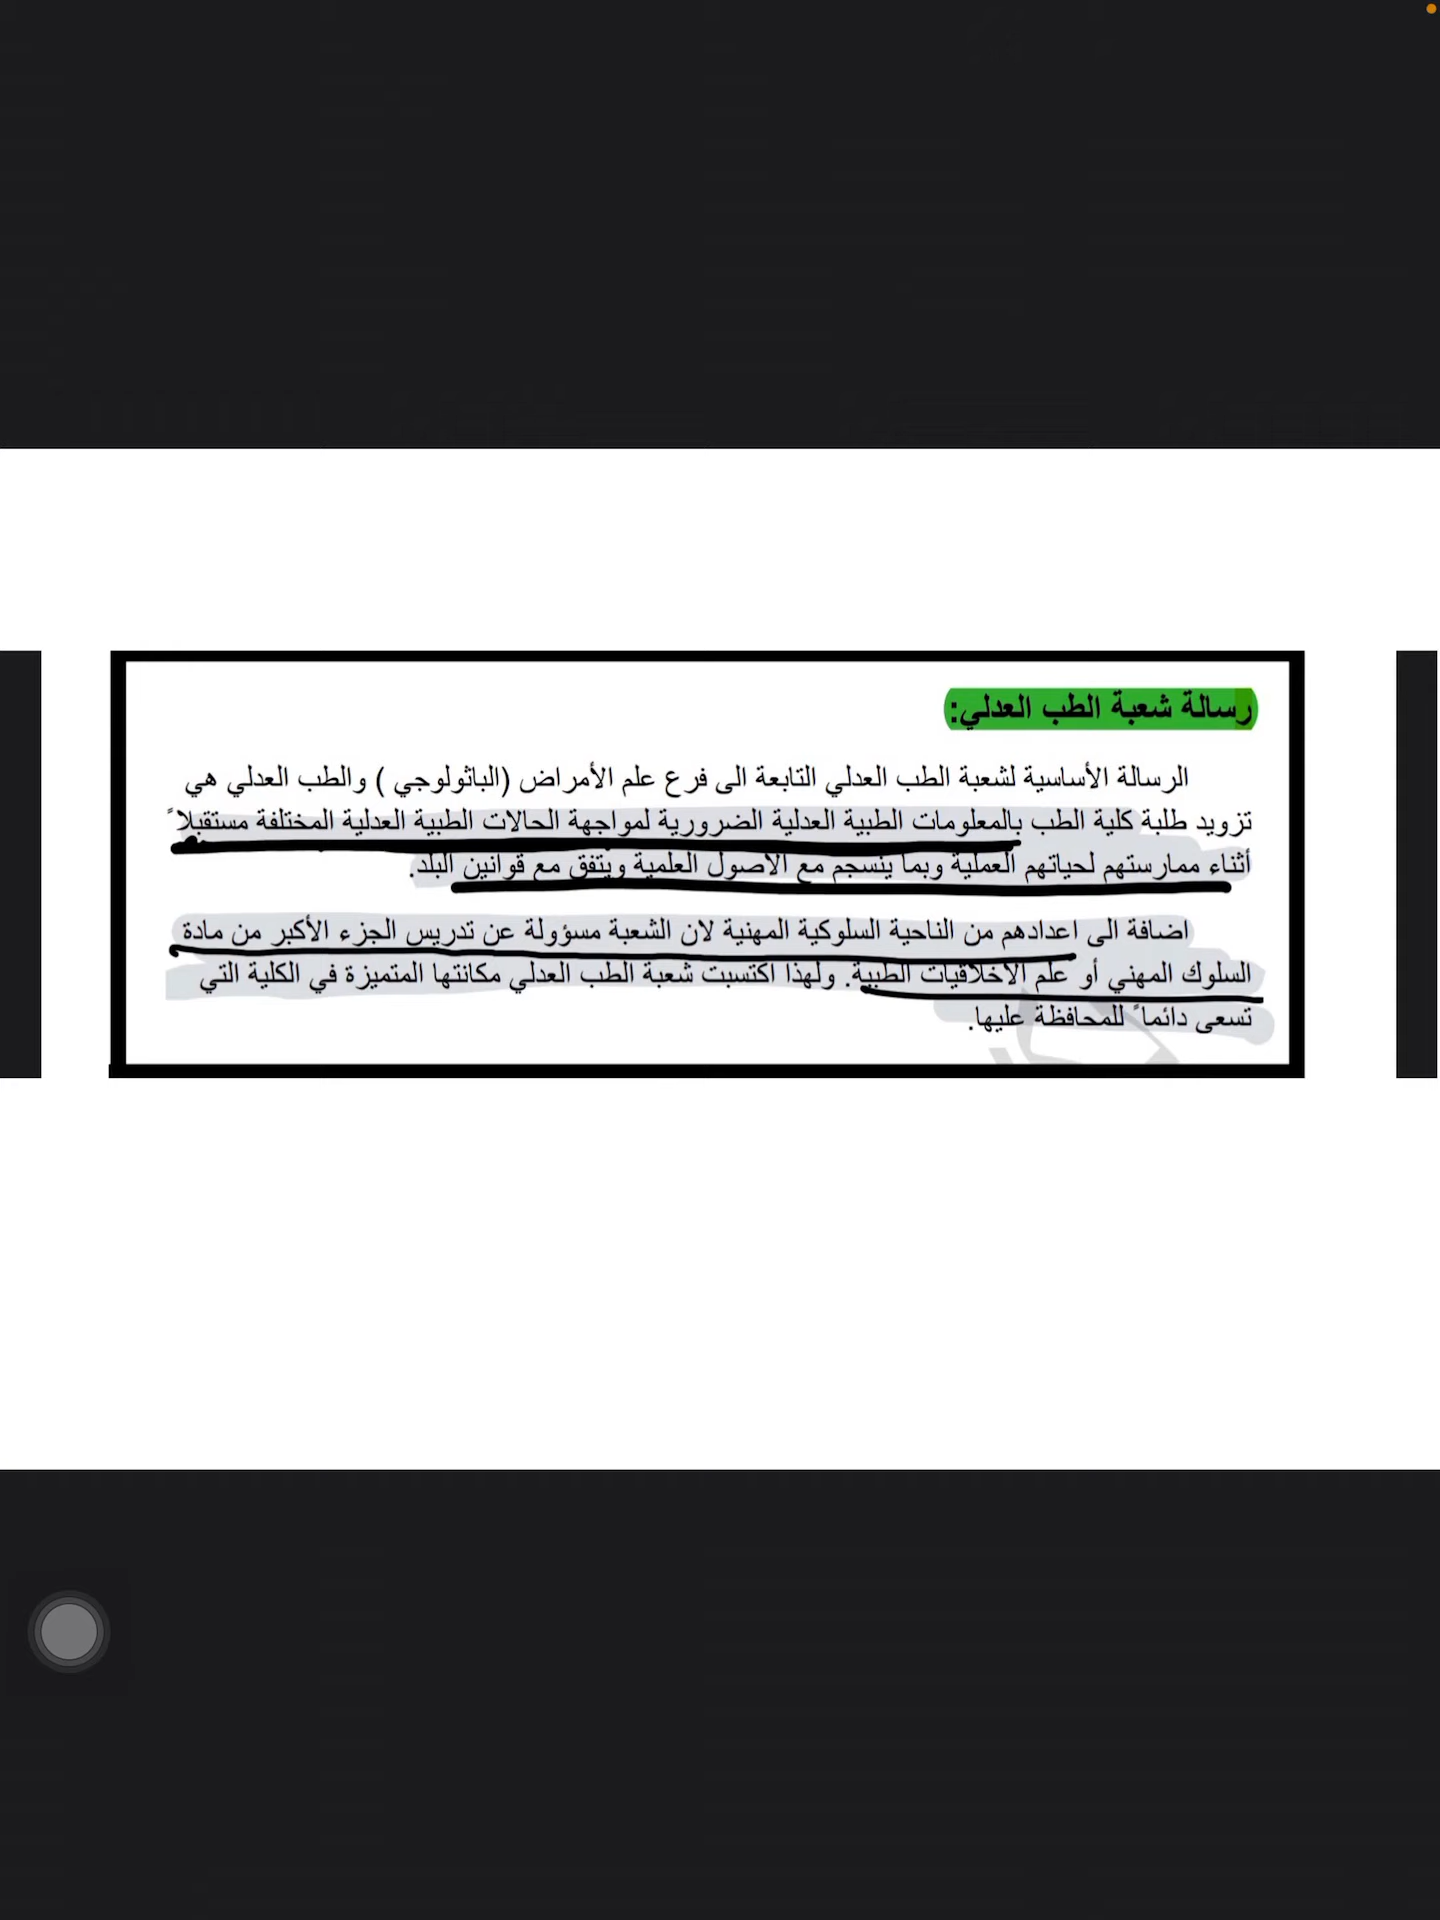 رسالة شعبة الطب العدلي:
الرسالة الأساسية لشعبة الطب العدلي التابعة الى فرع علم الأمراض (الباثولوجي ) والطب العدلي هي
تزويد طلبة كلية الطب بالمعلومات الطبية العدلية الضرورية لمواجهة الحالات الطبية العدلية المختلفة مستقبلاً
أثناء ممارستهم لحياتهم العملية وبما ينسجم مع الأصول العلمية ويتفق مع قوانين البلد.
اضافة الى اعدادهم من الناحية السلوكية المهنية لان الشعبة مسؤولة عن تدريس الجزء الأكبر من مادة
السلوك المهني أو علم الأخلاقيات الطبية. ولهذا اكتسبت شعبة الطب العدلي مكانتها المتميزة في الكلية التي
تسعى دائماً للمحافظة عليها.